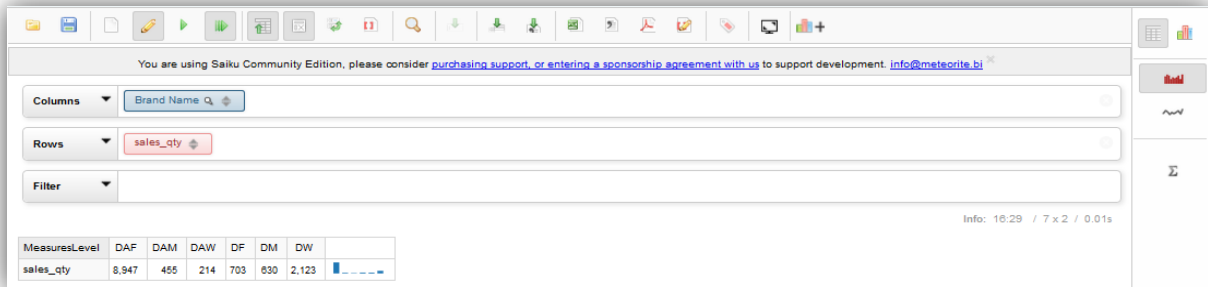 You are using Saiku Community Edition, please consider purchasing support, or entering a sponsorship agreement with us to support development. info@meteorite.bi
Columns Brand Name
Rows sales_qty
Filter
Info: 16:29 / 7 x 2 / 0.01s
MeasuresLevel DAF DAM DAW DF DM DW
sales_qty 8,947 455 214 703 630 2,123